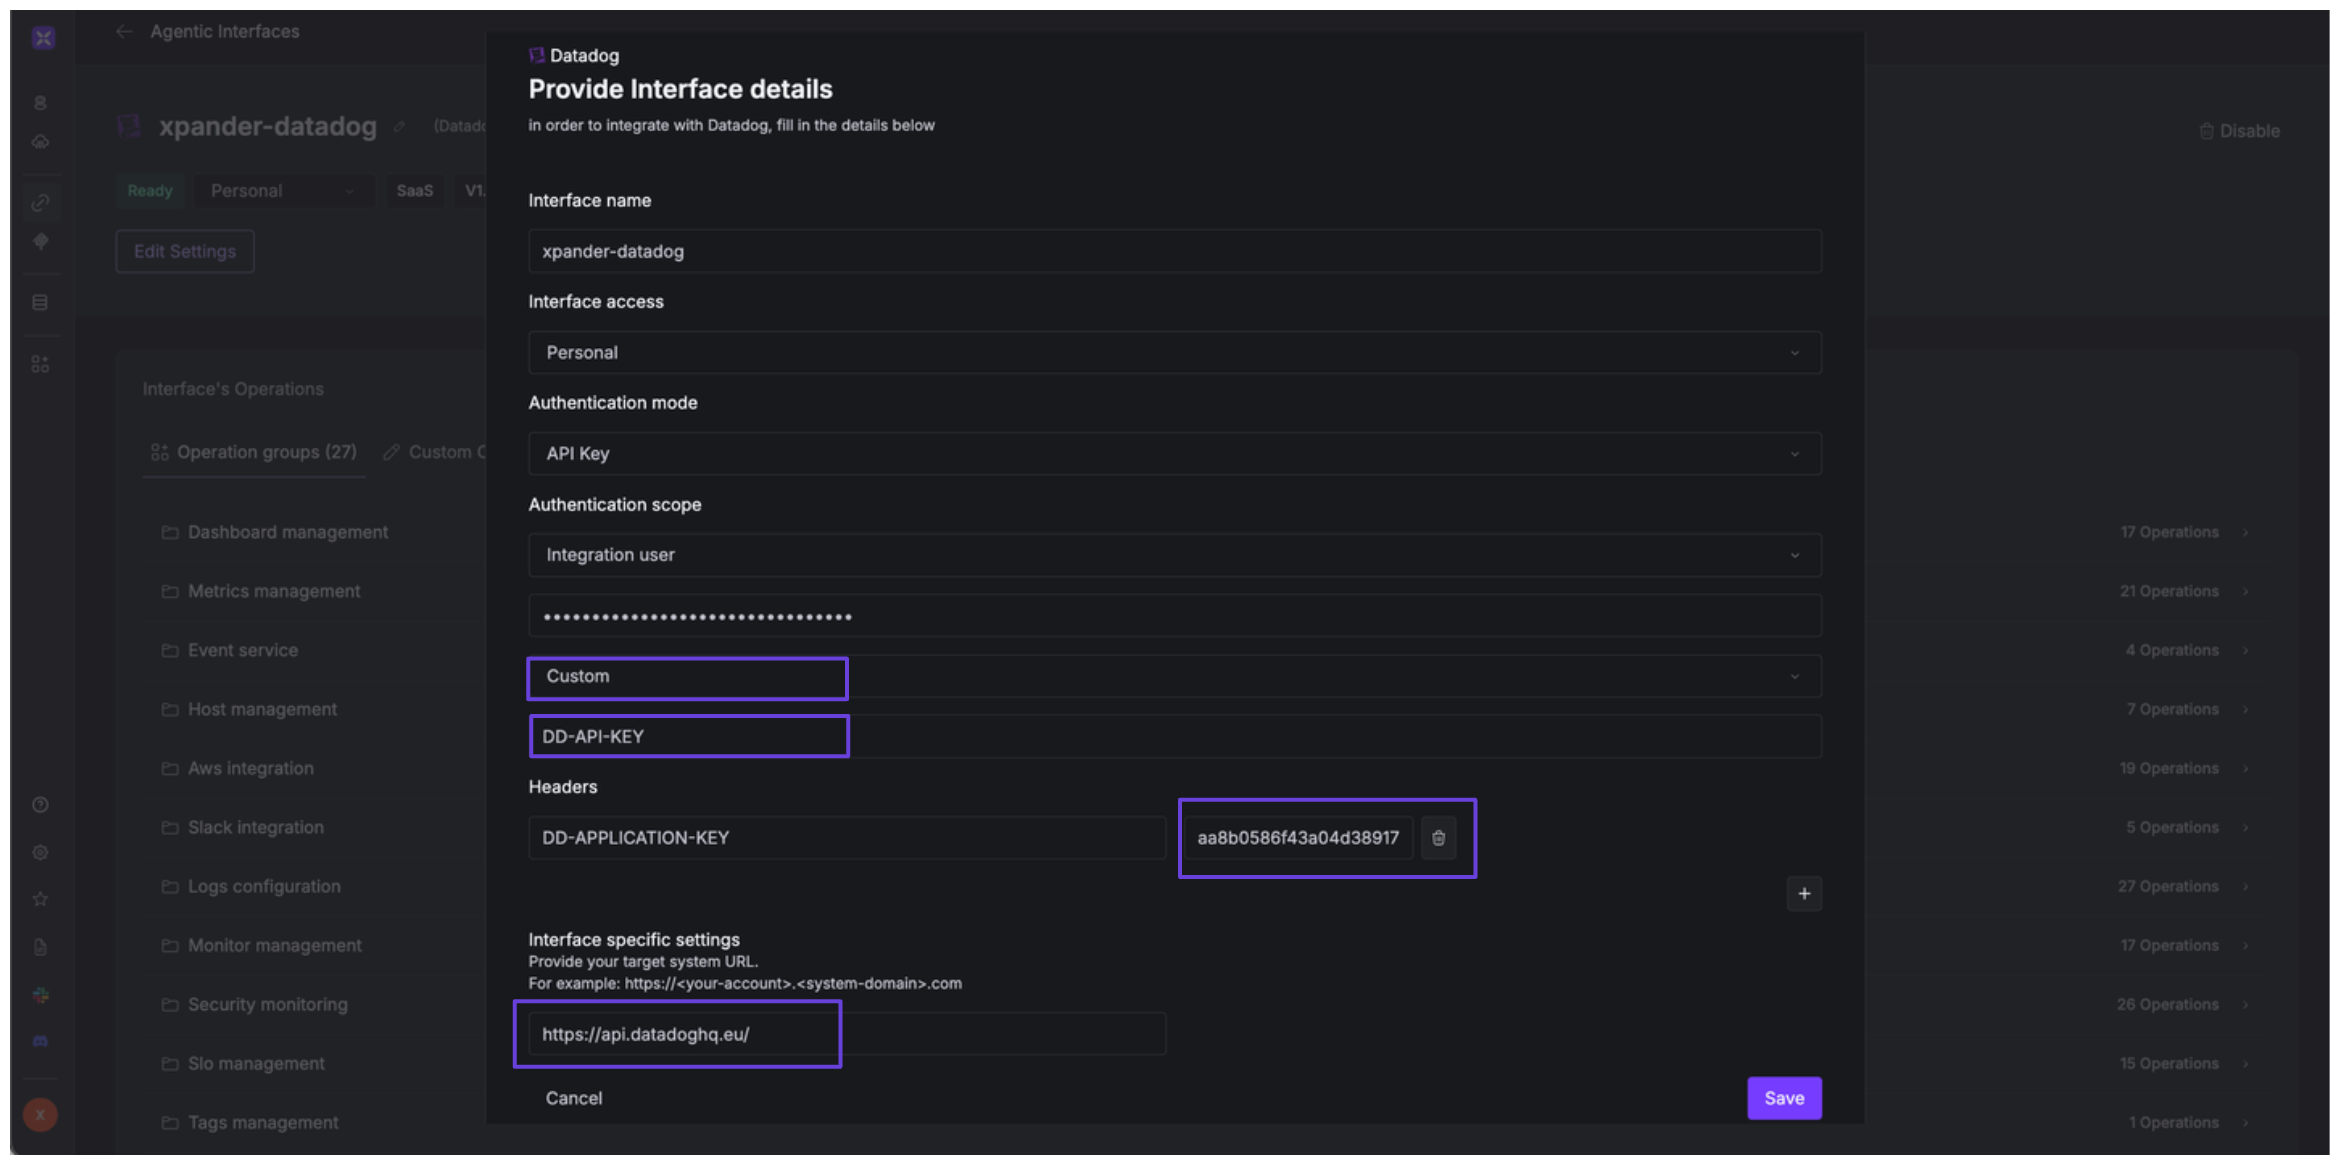 Agentic Interfaces
xpander-datadog
(Datado
Disable
Ready
Personal
SaaS
V1.
Edit Settings
Interface's Operations
Operation groups (27)
Custom C
Dashboard management
17 Operations
Metrics management
21 Operations
Event service
4 Operations
Host management
7 Operations
Aws integration
19 Operations
Slack integration
5 Operations
Logs configuration
27 Operations
Monitor management
17 Operations
Security monitoring
26 Operations
Slo management
15 Operations
Tags management
1 Operations
X
Datadog
Provide Interface details
in order to integrate with Datadog, fill in the details below
Interface name
xpander-datadog
Interface access
Personal
Authentication mode
API Key
Authentication scope
Integration user
••••••••••••••••••••••••••••••••
Custom
DD-API-KEY
Headers
DD-APPLICATION-KEY
aa8b0586f43a04d38917
+
Interface specific settings
Provide your target system URL.
For example: https://<your-account>.<system-domain>.com
https://api.datadoghq.eu/
Cancel
Save